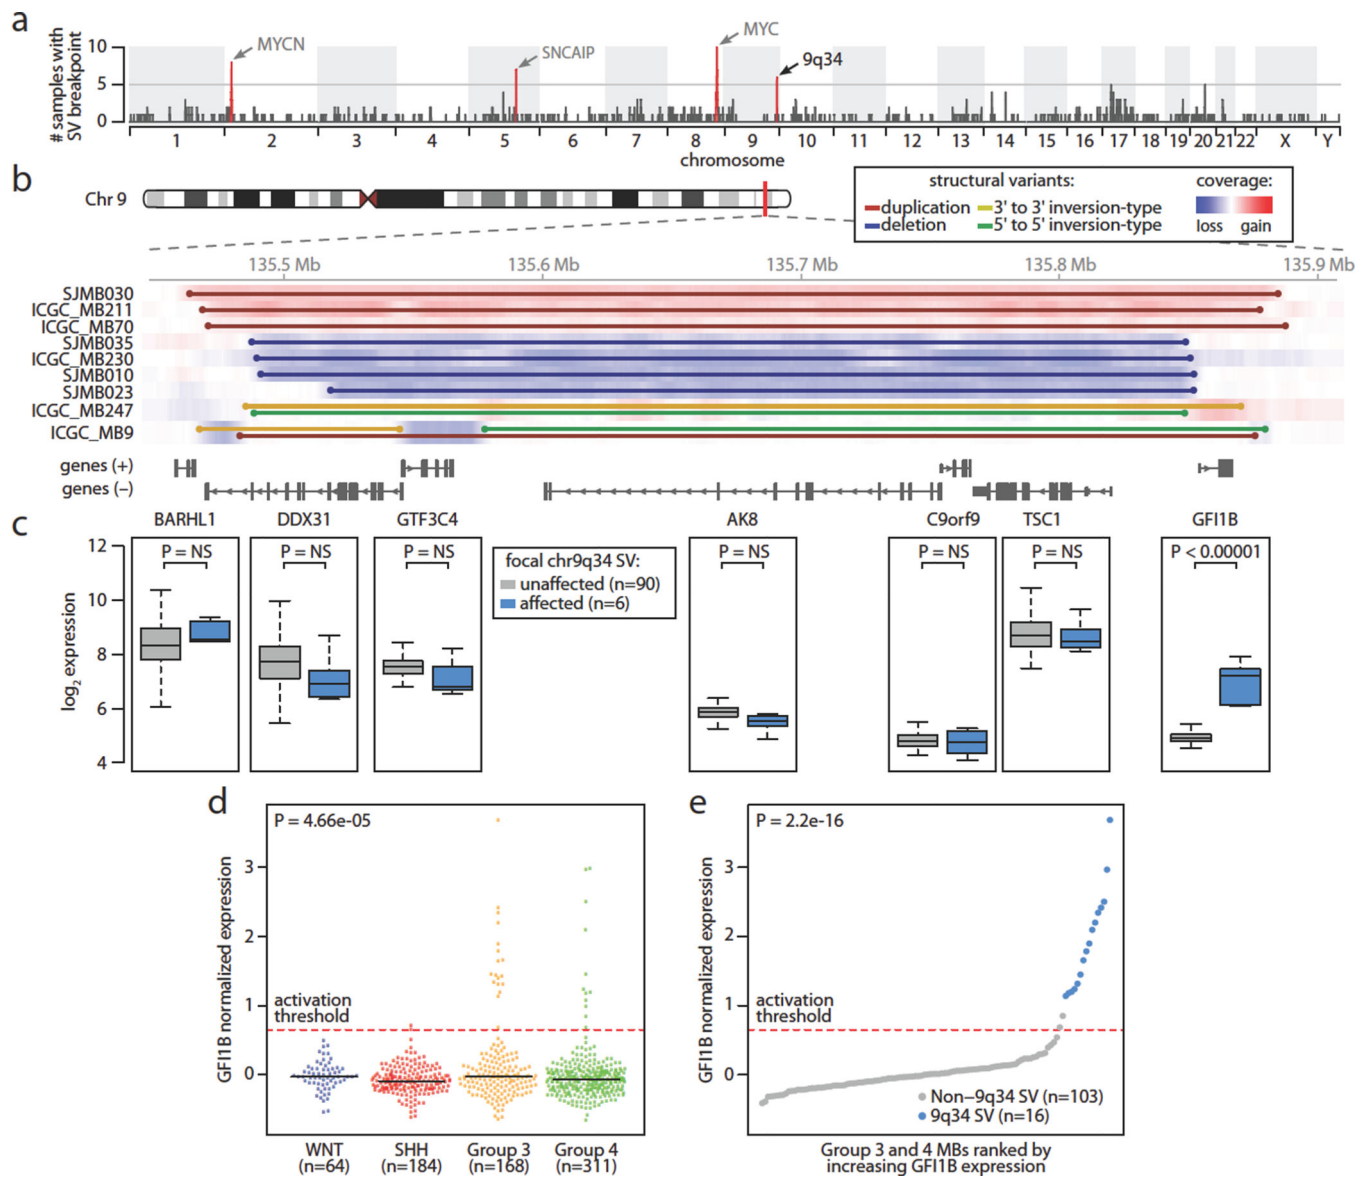 a
# samples with
SV breakpoint
10
5
0
MYCN
SNCAIP
MYC
9q34
1 2 3 4 5 6 7 8 9 10 11 12 13 14 15 16 17 18 19 20 21 22 X Y
chromosome
b
Chr 9
structural variants:
duplication
3' to 3' inversion-type
deletion
5' to 5' inversion-type
coverage:
loss gain
135.5 Mb 135.6 Mb 135.7 Mb 135.8 Mb 135.9 Mb
SJMB030
ICGC_MB211
ICGC_MB70
SJMB035
ICGC_MB230
SJMB010
SJMB023
ICGC_MB247
ICGC_MB9
genes (+)
genes (−)
BARHL1 DDX31 GTF3C4 AK8 C9orf9 TSC1 GFI1B
c
log2 expression
12
10
8
6
4
P = NS
P = NS
P = NS
focal chr9q34 SV:
unaffected (n=90)
affected (n=6)
P = NS
P = NS
P = NS
P < 0.00001
d
P = 4.66e-05
GFI1B normalized expression
3
2
1
0
activation
threshold
WNT SHH Group 3 Group 4
(n=64) (n=184) (n=168) (n=311)
e
P = 2.2e-16
GFI1B normalized expression
3
2
1
0
activation
threshold
Non−9q34 SV (n=103)
9q34 SV (n=16)
Group 3 and 4 MBs ranked by
increasing GFI1B expression